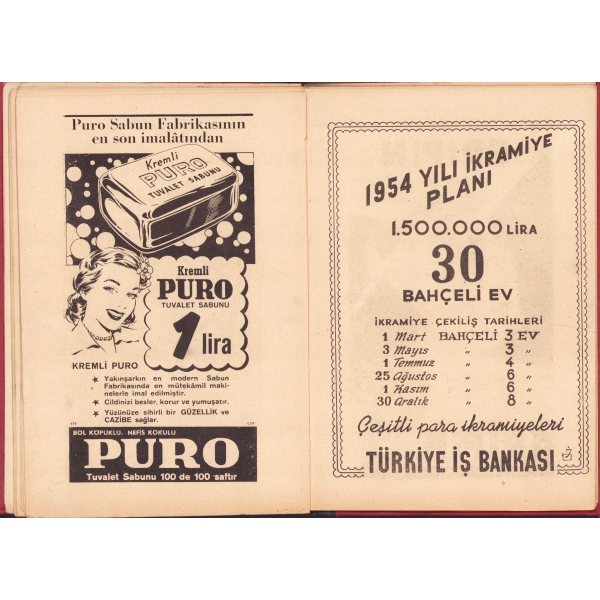 Puro Sabun Fabrikasının
en son imalâtından
Kremli
PURO
TUVALET SABUNU
Kremli
PURO
TUVALET SABUNU
1 lira
KREMLİ PURO
★ Yakınşarkın en modern Sabun
Fabrikasında en mütekâmil maki-
nelerle imal edilmiştir.
★ Cildinizi besler, korur ve yumuşatır.
★ Yüzünüze sihirli bir GÜZELLİK ve
CAZİBE sağlar.
BOL KÖPÜKLÜ, NEFİS KOKULU
PURO
Tuvalet Sabunu 100 de 100 saftır
1954 YILI İKRAMİYE
PLANI
1.500.000 LİRA
30
BAHÇELİ EV
İKRAMİYE ÇEKİLİŞ TARİHLERİ
1 Mart BAHÇELİ 3 EV
3 Mayıs " 3 "
1 Temmuz " 4 "
25 Ağustos " 6 "
1 Kasım " 6 "
30 Aralık " 8 "
Çeşitli para ikramiyeleri
TÜRKİYE İŞ BANKASI